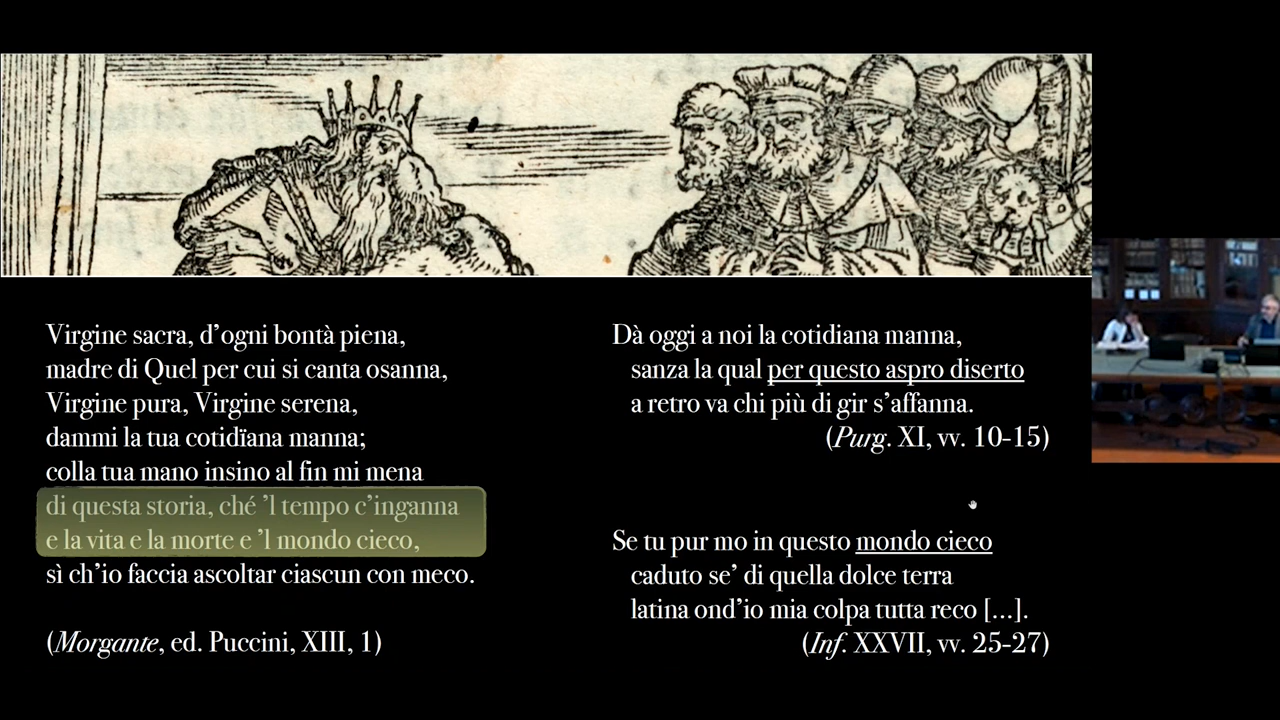 Virgine sacra, d’ogni bontà piena,
madre di Quel per cui si canta osanna,
Virgine pura, Virgine serena,
dammi la tua cotidïana manna;
colla tua mano insino al fin mi mena
di questa storia, ché ’l tempo c’inganna
e la vita e la morte e ’l mondo cieco,
sì ch’io faccia ascoltar ciascun con meco.
(Morgante, ed. Puccini, XIII, 1)
Dà oggi a noi la cotidiana manna,
sanza la qual per questo aspro diserto
a retro va chi più di gir s’affanna.
(Purg. XI, vv. 10-15)
Se tu pur mo in questo mondo cieco
caduto se’ di quella dolce terra
latina ond’io mia colpa tutta reco [...].
(Inf. XXVII, vv. 25-27)